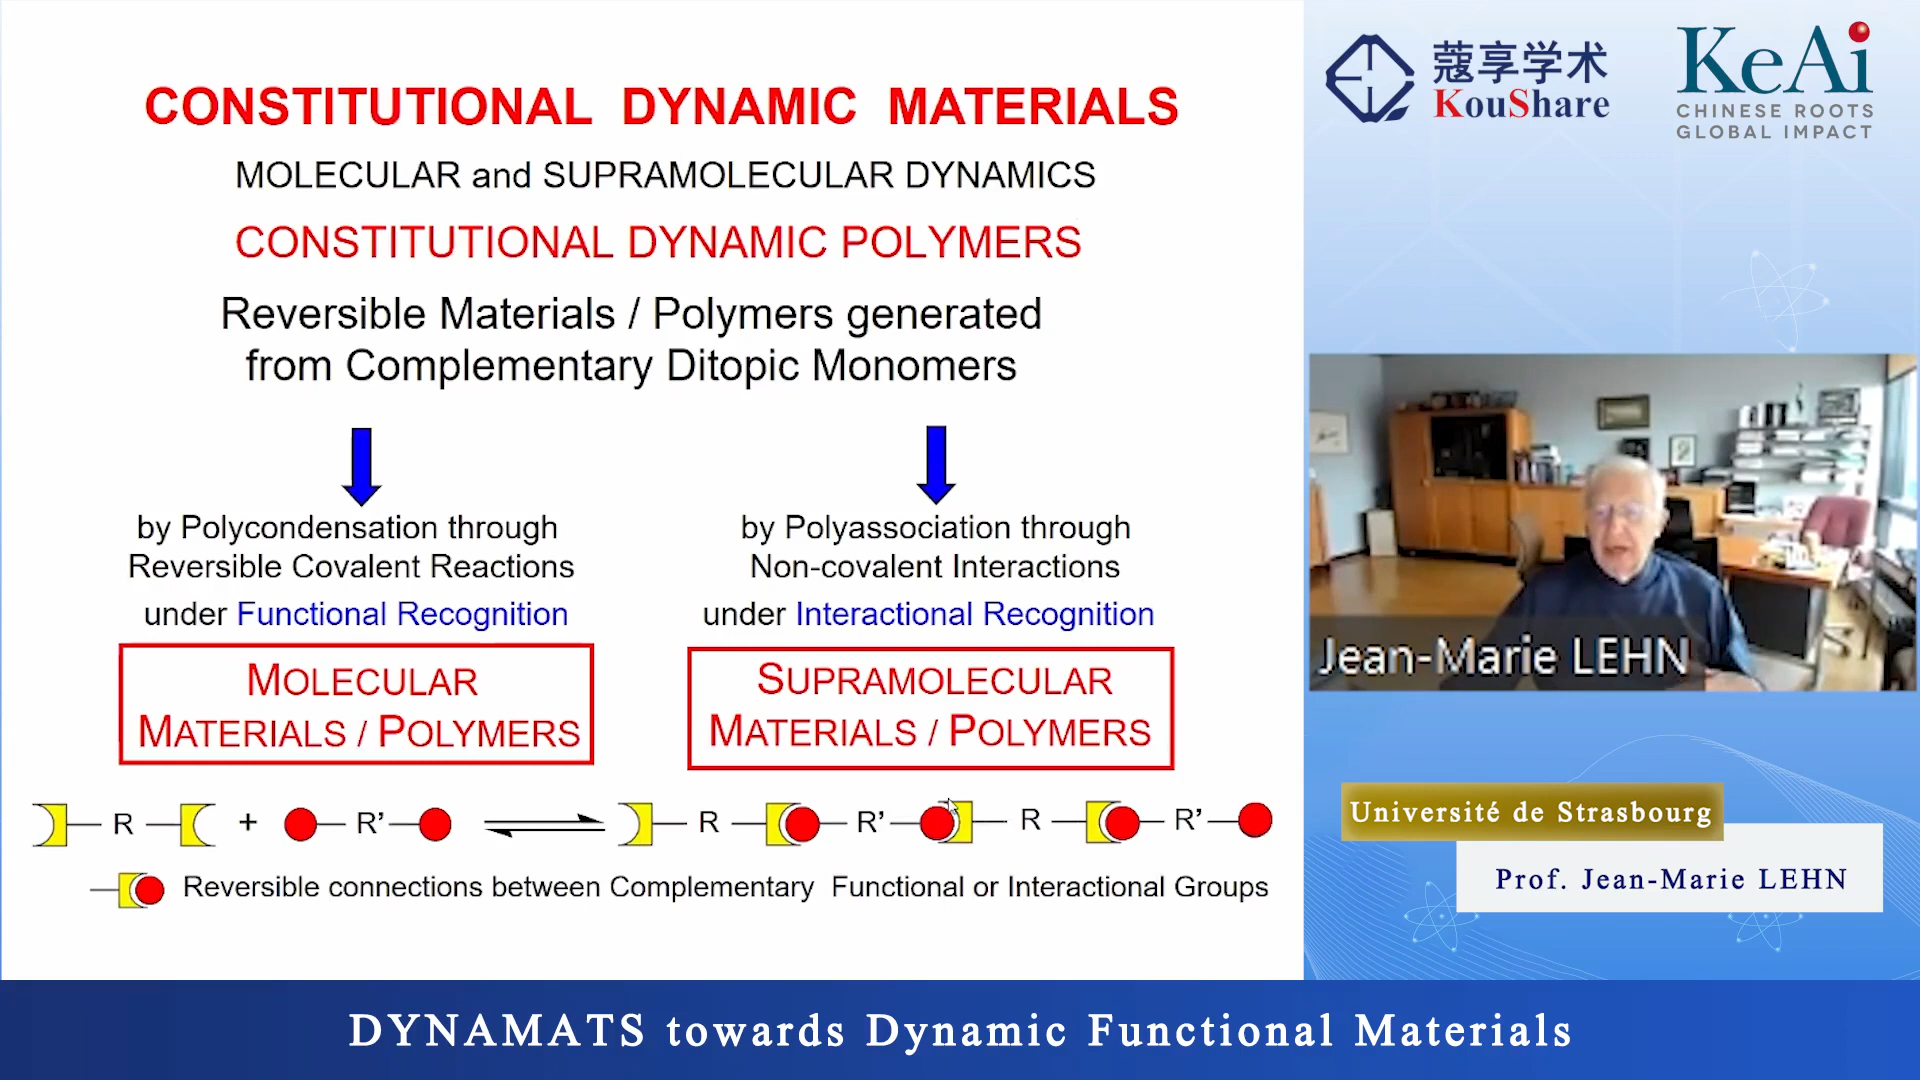 CONSTITUTIONAL DYNAMIC MATERIALS
MOLECULAR and SUPRAMOLECULAR DYNAMICS
CONSTITUTIONAL DYNAMIC POLYMERS
Reversible Materials / Polymers generated
from Complementary Ditopic Monomers
by Polycondensation through
Reversible Covalent Reactions
under Functional Recognition
MOLECULAR
MATERIALS / POLYMERS
by Polyassociation through
Non-covalent Interactions
under Interactional Recognition
SUPRAMOLECULAR
MATERIALS / POLYMERS
R + R’ R R’ R R’
Reversible connections between Complementary Functional or Interactional Groups
蔻享学术
KouShare
KeAi
CHINESE ROOTS
GLOBAL IMPACT
Jean-Marie LEHN
Université de Strasbourg
Prof. Jean-Marie LEHN
DYNAMATS towards Dynamic Functional Materials